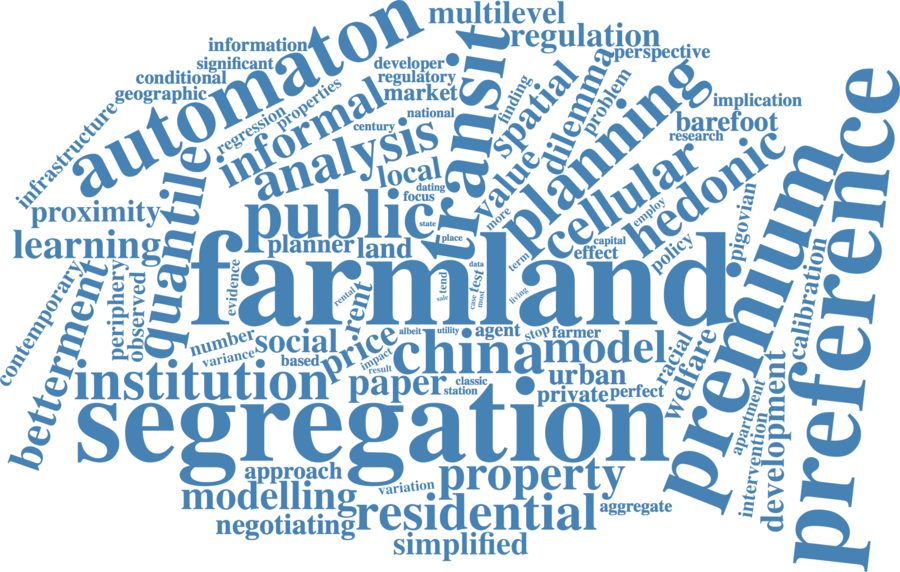 multilevel
information
automaton
transit
regulation
significant
perspective
conditional
developer
dilemma
geographic
regulatory
spatial
problem
properties
market
finding
planning
implication
infrastructure
regression
informal
national
barefoot
century
research
preference
analysis
local
value
cellular
hedonic
proximity
quantile
dating
focus
public
more
employ
premium
pigovian
learning
state
place
planner
land
capital
effect
policy
farmland
term
data
contemporary
betterment
periphery
observed
evidence
rental
rent
tend
sale
test
case
most
living
calibration
number
social
price
albeit
utility
agent
stop
farmer
racial
variance
based
impact
result
china
model
welfare
institution
paper
classic
station
urban
private
perfect
segregation
apartment
intervention
development
approach
property
modelling
variation
negotiating
residential
aggregate
simplified